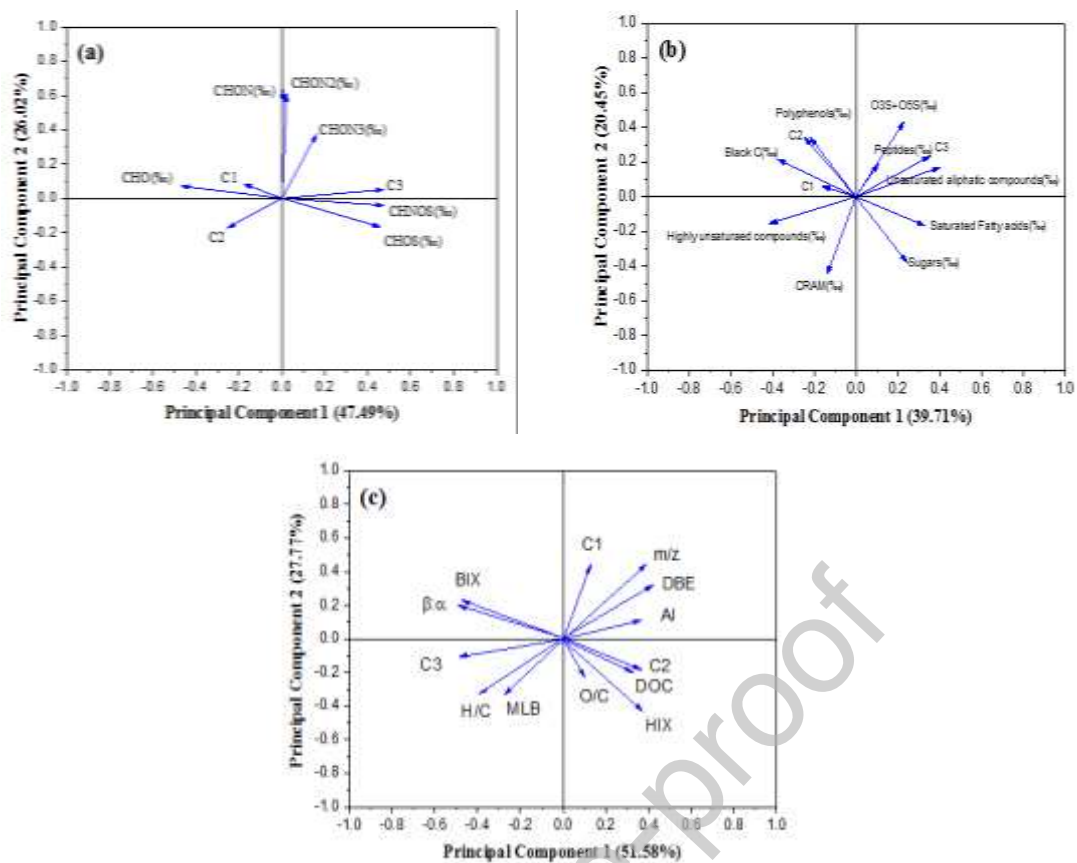 (a)
1.0
0.8
0.6
0.4
0.2
0.0
-0.2
-0.4
-0.6
-0.8
-1.0
Principal Component 2 (26.02%)
CHON(‰)
CHON2(‰)
CHON3(‰)
CHO(‰)
C1
C3
CHNOS(‰)
C2
CHOS(‰)
-1.0 -0.8 -0.6 -0.4 -0.2 0.0 0.2 0.4 0.6 0.8 1.0
Principal Component 1 (47.49%)
(b)
1.0
0.8
0.6
0.4
0.2
0.0
-0.2
-0.4
-0.6
-0.8
-1.0
Principal Component 2 (20.45%)
Polyphenols(‰)
O3S+O5S(‰)
C2
Peptides(‰)
C3
Black C(‰)
Unsaturated aliphatic compounds(‰)
C1
Saturated Fatty acids(‰)
Highly unsaturaed compounds(‰)
Sugars(‰)
CRAM(‰)
-1.0 -0.8 -0.6 -0.4 -0.2 0.0 0.2 0.4 0.6 0.8 1.0
Principal Component 1 (39.71%)
(c)
1.0
0.8
0.6
0.4
0.2
0.0
-0.2
-0.4
-0.6
-0.8
-1.0
Principal Component 2 (27.77%)
C1
m/z
BIX
DBE
β:α
AI
C3
C2
DOC
H/C
MLB
O/C
HIX
-1.0 -0.8 -0.6 -0.4 -0.2 0.0 0.2 0.4 0.6 0.8 1.0
Principal Component 1 (51.58%)
-proof